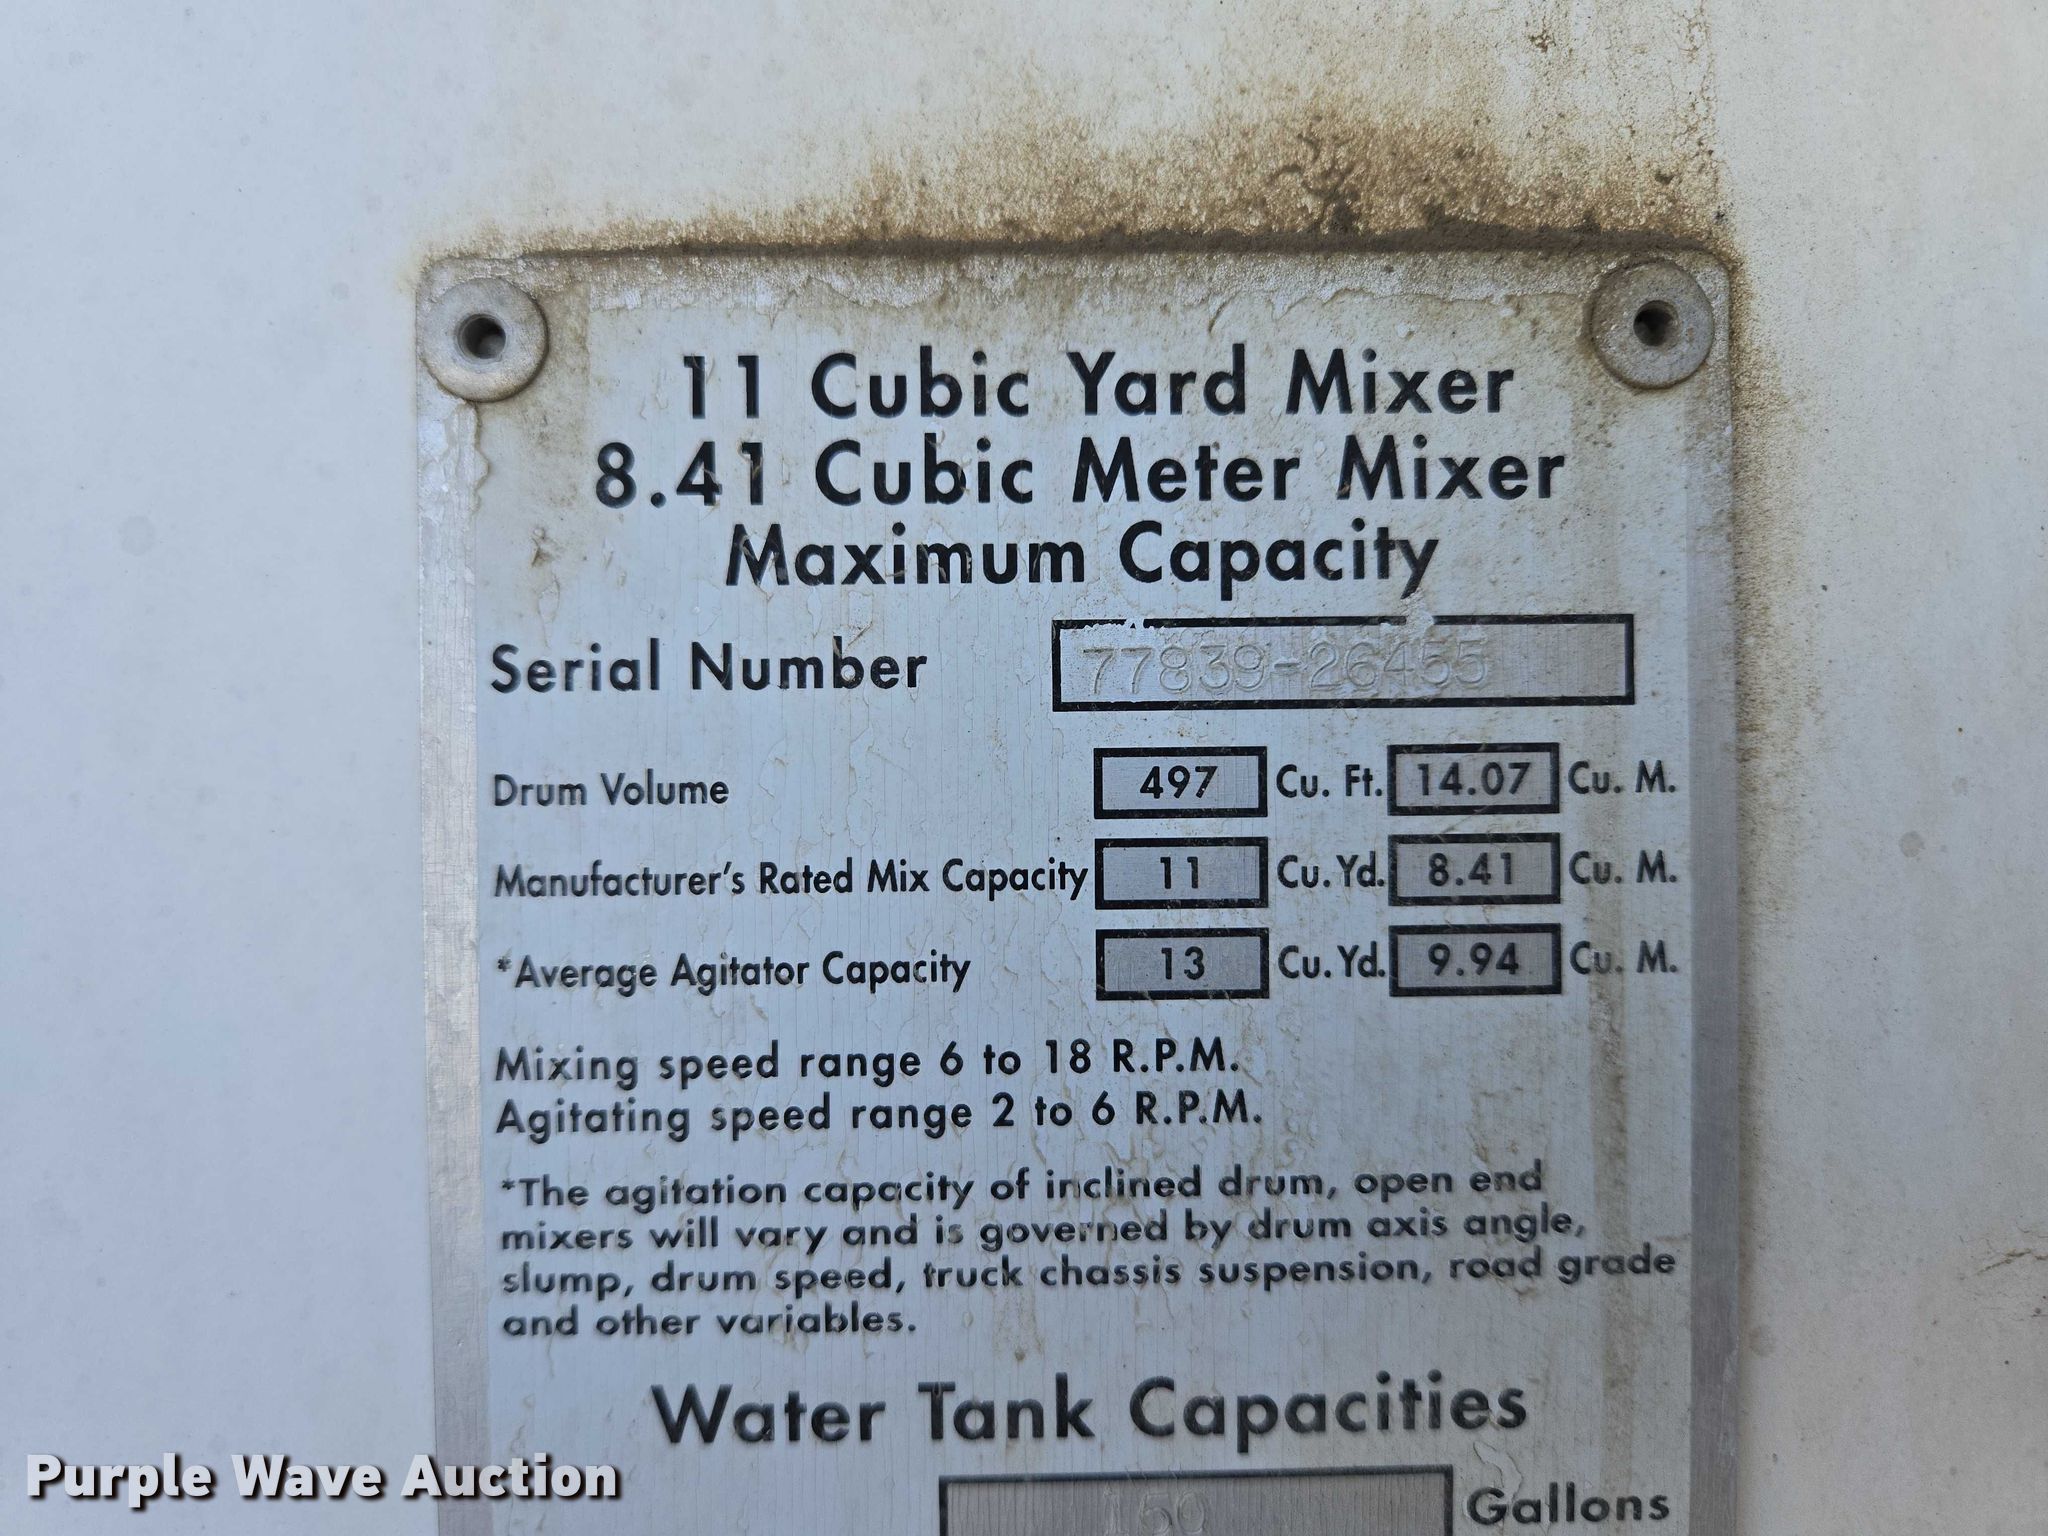 11 Cubic Yard Mixer
8.41 Cubic Meter Mixer
Maximum Capacity
Serial Number 77839-26455
Drum Volume 497 Cu. Ft. 14.07 Cu. M.
Manufacturer's Rated Mix Capacity 11 Cu. Yd. 8.41 Cu. M.
*Average Agitator Capacity 13 Cu. Yd. 9.94 Cu. M.
Mixing speed range 6 to 18 R.P.M.
Agitating speed range 2 to 6 R.P.M.
*The agitation capacity of inclined drum, open end
mixers will vary and is governed by drum axis angle,
slump, drum speed, truck chassis suspension, road grade
and other variables.
Water Tank Capacities
150 Gallons
Purple Wave Auction